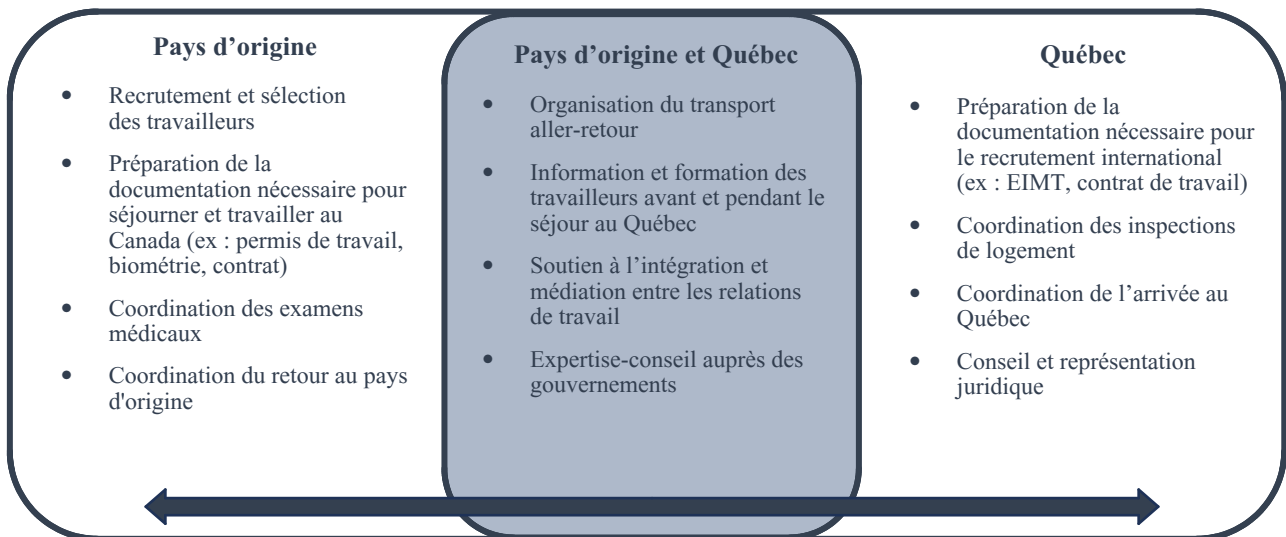 Pays d’origine
• Recrutement et sélection
des travailleurs
• Préparation de la
documentation nécessaire pour
séjourner et travailler au
Canada (ex : permis de travail,
biométrie, contrat)
• Coordination des examens
médicaux
• Coordination du retour au pays
d'origine
Pays d’origine et Québec
• Organisation du transport
aller-retour
• Information et formation des
travailleurs avant et pendant le
séjour au Québec
• Soutien à l’intégration et
médiation entre les relations
de travail
• Expertise-conseil auprès des
gouvernements
Québec
• Préparation de la
documentation nécessaire pour
le recrutement international
(ex : EIMT, contrat de travail)
• Coordination des inspections
de logement
• Coordination de l’arrivée au
Québec
• Conseil et représentation
juridique